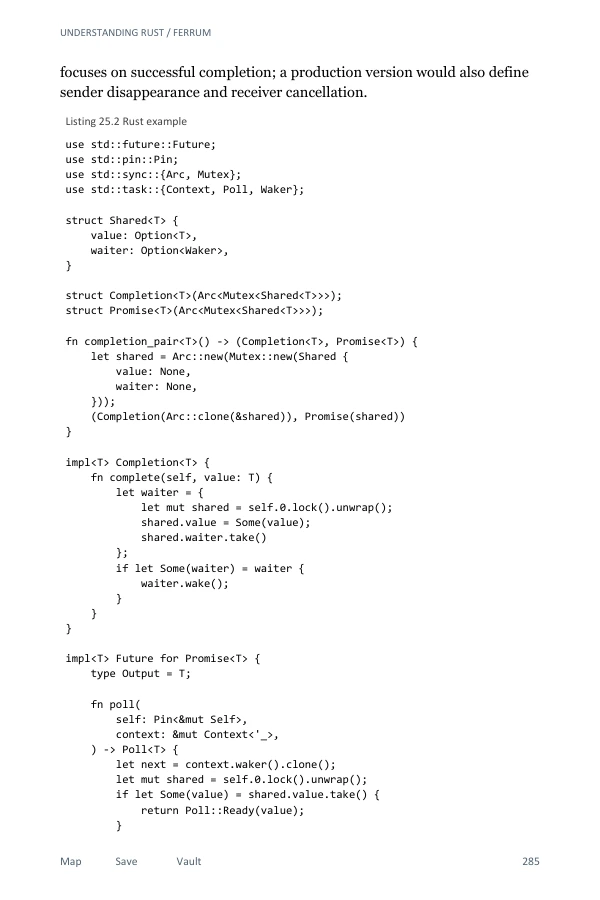 UNDERSTANDING RUST / FERRUM
focuses on successful completion; a production version would also define
sender disappearance and receiver cancellation.
Listing 25.2 Rust example
use std::future::Future;
use std::pin::Pin;
use std::sync::{Arc, Mutex};
use std::task::{Context, Poll, Waker};

struct Shared<T> {
    value: Option<T>,
    waiter: Option<Waker>,
}

struct Completion<T>(Arc<Mutex<Shared<T>>>);
struct Promise<T>(Arc<Mutex<Shared<T>>>);

fn completion_pair<T>() -> (Completion<T>, Promise<T>) {
    let shared = Arc::new(Mutex::new(Shared {
        value: None,
        waiter: None,
    }));
    (Completion(Arc::clone(&shared)), Promise(shared))
}

impl<T> Completion<T> {
    fn complete(self, value: T) {
        let waiter = {
            let mut shared = self.0.lock().unwrap();
            shared.value = Some(value);
            shared.waiter.take()
        };
        if let Some(waiter) = waiter {
            waiter.wake();
        }
    }
}

impl<T> Future for Promise<T> {
    type Output = T;

    fn poll(
        self: Pin<&mut Self>,
        context: &mut Context<'_>,
    ) -> Poll<T> {
        let next = context.waker().clone();
        let mut shared = self.0.lock().unwrap();
        if let Some(value) = shared.value.take() {
            return Poll::Ready(value);
        }
Map Save Vault 285